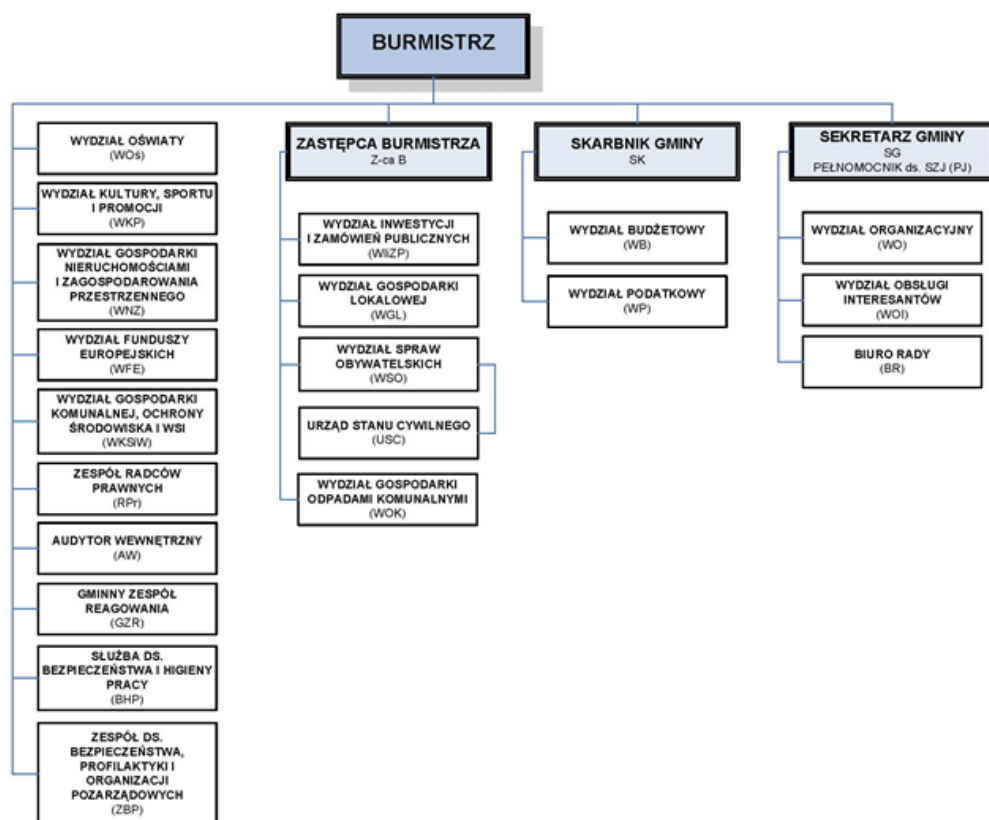 BURMISTRZ
WYDZIAŁ OŚWIATY
(WOś)
WYDZIAŁ KULTURY, SPORTU
I PROMOCJI
(WKP)
WYDZIAŁ GOSPODARKI
NIERUCHOMOŚCIAMI
I ZAGOSPODAROWANIA
PRZESTRZENNEGO
(WNZ)
WYDZIAŁ FUNDUSZY
EUROPEJSKICH
(WFE)
WYDZIAŁ GOSPODARKI
KOMUNALNEJ, OCHRONY
ŚRODOWISKA I WSI
(WKSiW)
ZESPÓŁ RADCÓW
PRAWNYCH
(RPr)
AUDYTOR WEWNĘTRZNY
(AW)
GMINNY ZESPÓŁ
REAGOWANIA
(GZR)
SŁUŻBA DS.
BEZPIECZEŃSTWA I HIGIENY
PRACY
(BHP)
ZESPÓŁ DS.
BEZPIECZEŃSTWA,
PROFILAKTYKI I
ORGANIZACJI
POZARZĄDOWYCH
(ZBP)
ZASTĘPCA BURMISTRZA
Z-ca B
WYDZIAŁ INWESTYCJI
I ZAMÓWIEŃ PUBLICZNYCH
(WIiZP)
WYDZIAŁ GOSPODARKI
LOKALOWEJ
(WGL)
WYDZIAŁ SPRAW
OBYWATELSKICH
(WSO)
URZĄD STANU CYWILNEGO
(USC)
WYDZIAŁ GOSPODARKI
ODPADAMI KOMUNALNYMI
(WOK)
SKARBNIK GMINY
SK
WYDZIAŁ BUDŻETOWY
(WB)
WYDZIAŁ PODATKOWY
(WP)
SEKRETARZ GMINY
SG
PEŁNOMOCNIK ds. SZJ (PJ)
WYDZIAŁ ORGANIZACYJNY
(WO)
WYDZIAŁ OBSŁUGI
INTERESANTÓW
(WOI)
BIURO RADY
(BR)